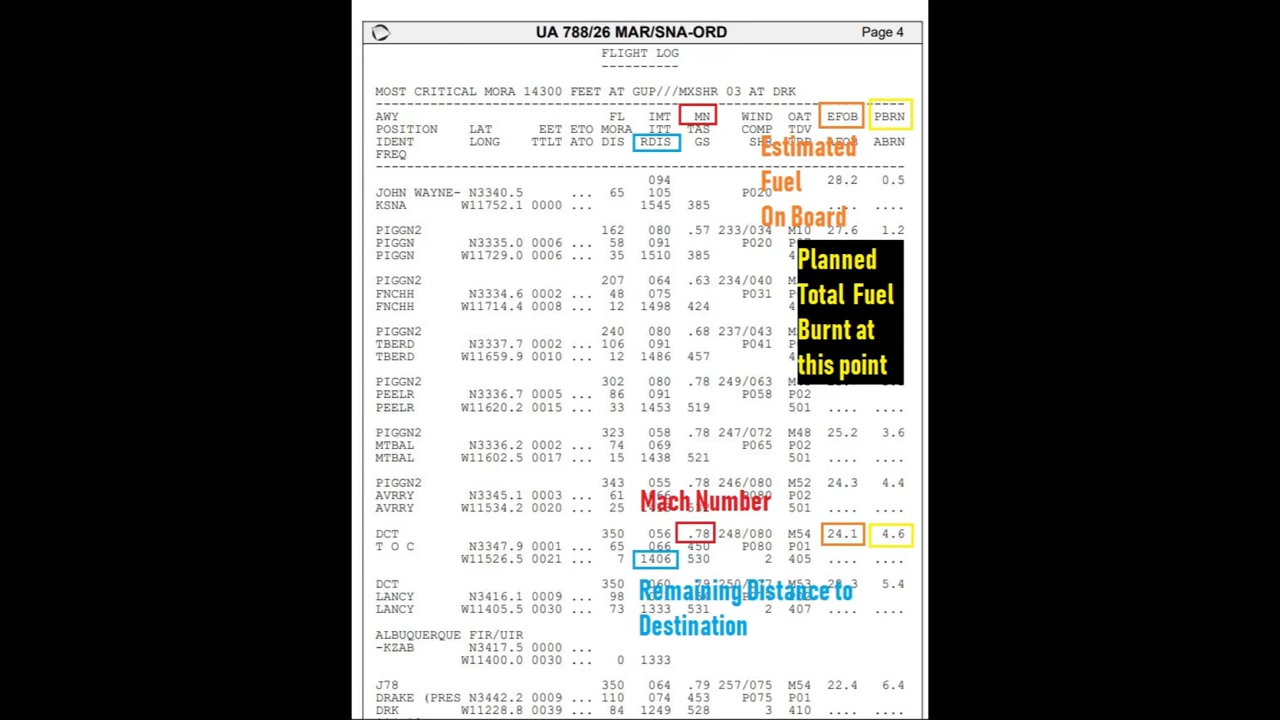 UA 788/26 MAR/SNA-ORD Page 4
FLIGHT LOG
----------
MOST CRITICAL MORA 14300 FEET AT GUP///MXSHR 03 AT DRK
AWY FL IMT MN WIND OAT EFOB PBRN
POSITION LAT EET ETO MORA ITT TAS COMP TDV
IDENT LONG TTLT ATO DIS RDIS GS SHR TRP AFOB ABRN
FREQ
Estimated
Fuel
On Board
094 28.2 0.5
JOHN WAYNE- N3340.5 ... 65 105 P020
KSNA W11752.1 0000 ... 1545 385 .... ....
PIGGN2 162 080 .57 233/034 M10 27.6 1.2
PIGGN N3335.0 0006 ... 58 091 P020
PIGGN W11729.0 0006 ... 35 1510 385 4
Planned
Total Fuel
Burnt at
this point
PIGGN2 207 064 .63 234/040 M
FNCHH N3334.6 0002 ... 48 075 P031 P
FNCHH W11714.4 0008 ... 12 1498 424 4
PIGGN2 240 080 .68 237/043 M
TBERD N3337.7 0002 ... 106 091 P041
TBERD W11659.9 0010 ... 12 1486 457 4
PIGGN2 302 080 .78 249/063
PEELR N3336.7 0005 ... 86 091 P058 P02
PEELR W11620.2 0015 ... 33 1453 519 501 .... ....
PIGGN2 323 058 .78 247/072 M48 25.2 3.6
MTBAL N3336.2 0002 ... 74 069 P065 P02
MTBAL W11602.5 0017 ... 15 1438 521 501 .... ....
PIGGN2 343 055 .78 246/080 M52 24.3 4.4
AVRRY N3345.1 0003 ... 61 P080 P02
AVRRY W11534.2 0020 ... 25 501 .... ....
Mach Number
DCT 350 056 .78 248/080 M54 24.1 4.6
T O C N3347.9 0001 ... 65 066 450 P080 P01
W11526.5 0021 ... 7 1406 530 2 405 .... ....
DCT 350 060 .79 250/077 M53 23.3 5.4
LANCY N3416.1 0009 ... 98
LANCY W11405.5 0030 ... 73 1333 531 2 407 .... ....
Remaining Distance to
Destination
ALBUQUERQUE FIR/UIR
-KZAB N3417.5 0000 ...
W11400.0 0030 ... 0 1333
J78 350 064 .79 257/075 M54 22.4 6.4
DRAKE (PRES N3442.2 0009 ... 110 074 453 P075 P01
DRK W11228.8 0039 ... 84 1249 528 3 410 .... ....